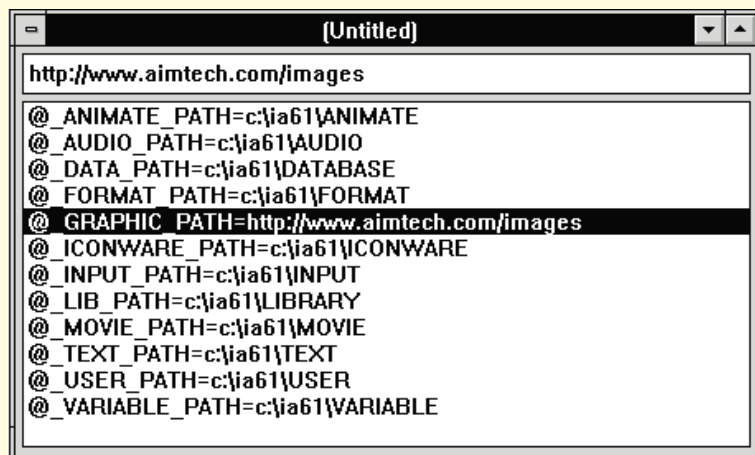 (Untitled)
http://www.aimtech.com/images
@_ANIMATE_PATH=c:\ia61\ANIMATE
@_AUDIO_PATH=c:\ia61\AUDIO
@_DATA_PATH=c:\ia61\DATABASE
@_FORMAT_PATH=c:\ia61\FORMAT
@_GRAPHIC_PATH=http://www.aimtech.com/images
@_ICONWARE_PATH=c:\ia61\ICONWARE
@_INPUT_PATH=c:\ia61\INPUT
@_LIB_PATH=c:\ia61\LIBRARY
@_MOVIE_PATH=c:\ia61\MOVIE
@_TEXT_PATH=c:\ia61\TEXT
@_USER_PATH=c:\ia61\USER
@_VARIABLE_PATH=c:\ia61\VARIABLE